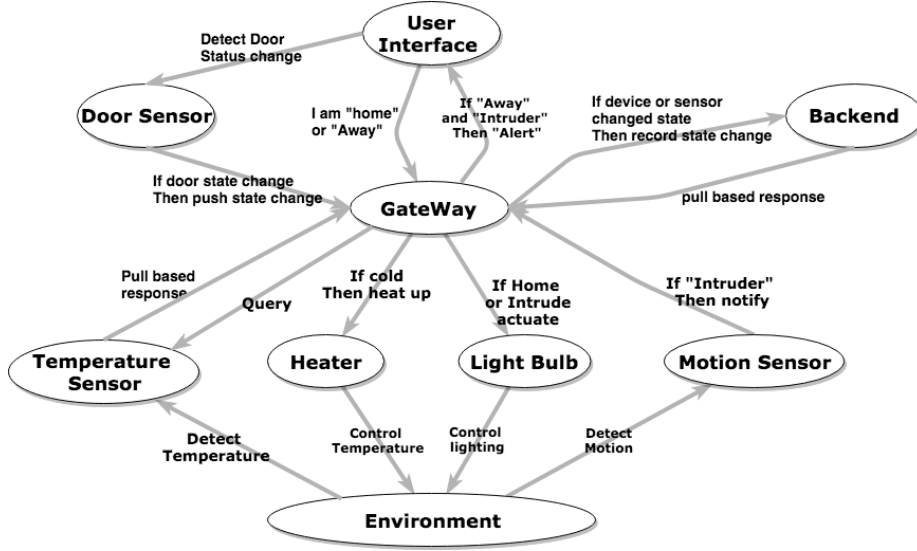 User
Interface
Detect Door
Status change
Door Sensor
I am "home"
or "Away"
If "Away"
and "Intruder"
Then "Alert"
If device or sensor
changed state
Then record state change
Backend
If door state change
Then push state change
GateWay
pull based response
Pull based
response
Query
If cold
Then heat up
If Home
or Intrude
actuate
If "Intruder"
Then notify
Temperature
Sensor
Heater
Light Bulb
Motion Sensor
Detect
Temperature
Control
Temperature
Control
lighting
Detect
Motion
Environment